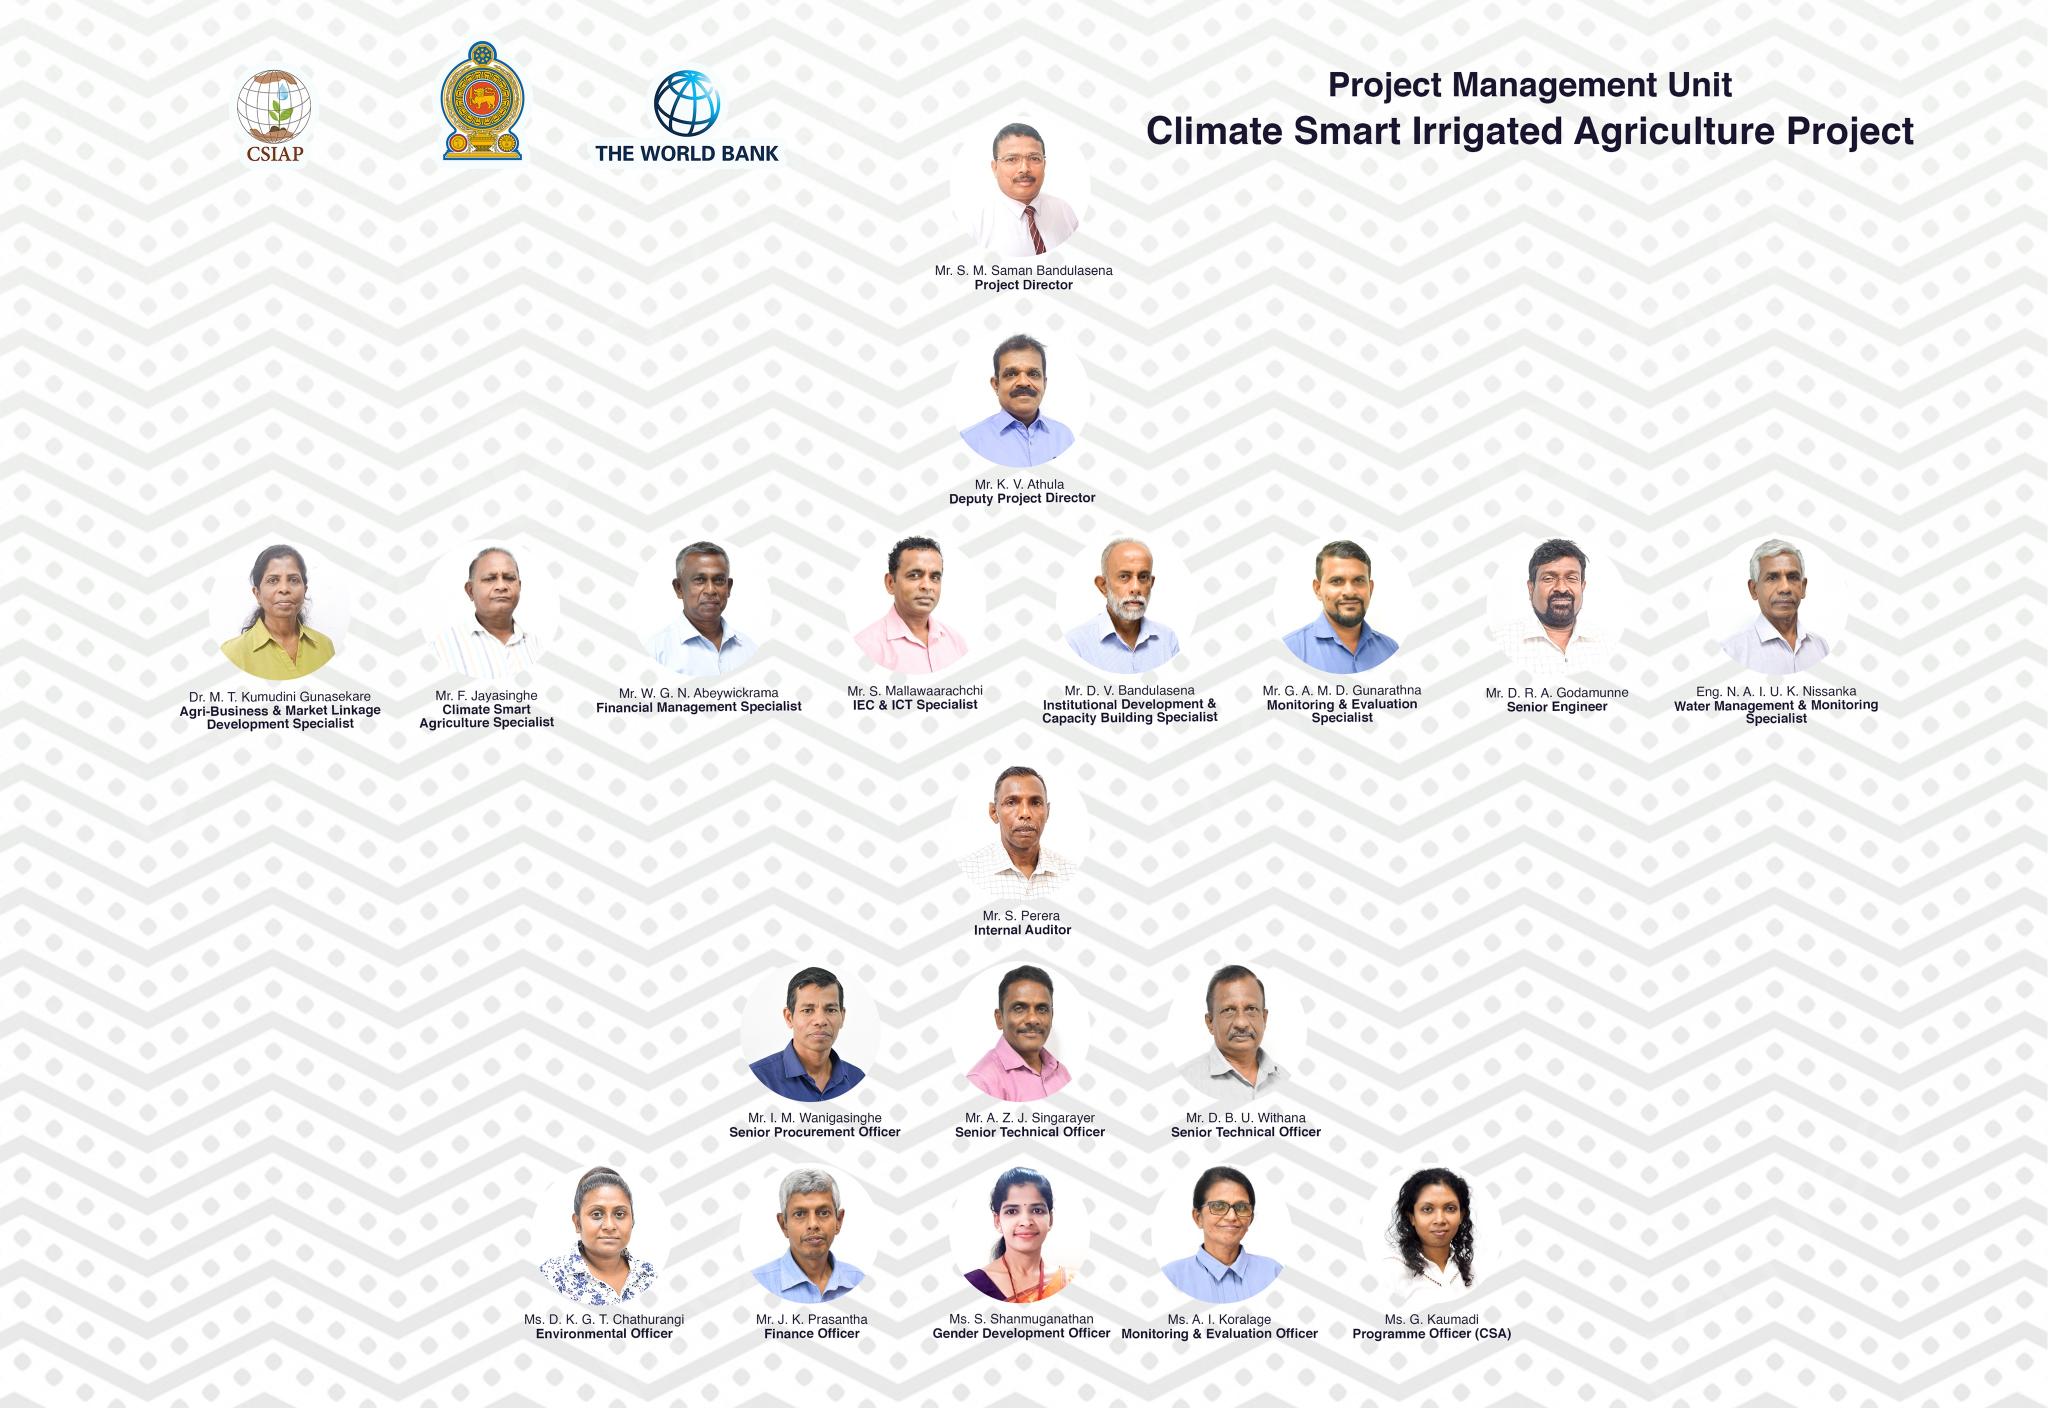 CSIAP
THE WORLD BANK
Project Management Unit
Climate Smart Irrigated Agriculture Project
Mr. S. M. Saman Bandulasena
Project Director
Mr. K. V. Athula
Deputy Project Director
Dr. M. T. Kumudini Gunasekare
Agri-Business & Market Linkage
Development Specialist
Mr. F. Jayasinghe
Climate Smart
Agriculture Specialist
Mr. W. G. N. Abeywickrama
Financial Management Specialist
Mr. S. Mallawaarachchi
IEC & ICT Specialist
Mr. D. V. Bandulasena
Institutional Development &
Capacity Building Specialist
Mr. G. A. M. D. Gunarathna
Monitoring & Evaluation
Specialist
Mr. D. R. A. Godamunne
Senior Engineer
Eng. N. A. I. U. K. Nissanka
Water Management & Monitoring
Specialist
Mr. S. Perera
Internal Auditor
Mr. I. M. Wanigasinghe
Senior Procurement Officer
Mr. A. Z. J. Singarayer
Senior Technical Officer
Mr. D. B. U. Withana
Senior Technical Officer
Ms. D. K. G. T. Chathurangi
Environmental Officer
Mr. J. K. Prasantha
Finance Officer
Ms. S. Shanmuganathan
Gender Development Officer
Ms. A. I. Koralage
Monitoring & Evaluation Officer
Ms. G. Kaumadi
Programme Officer (CSA)